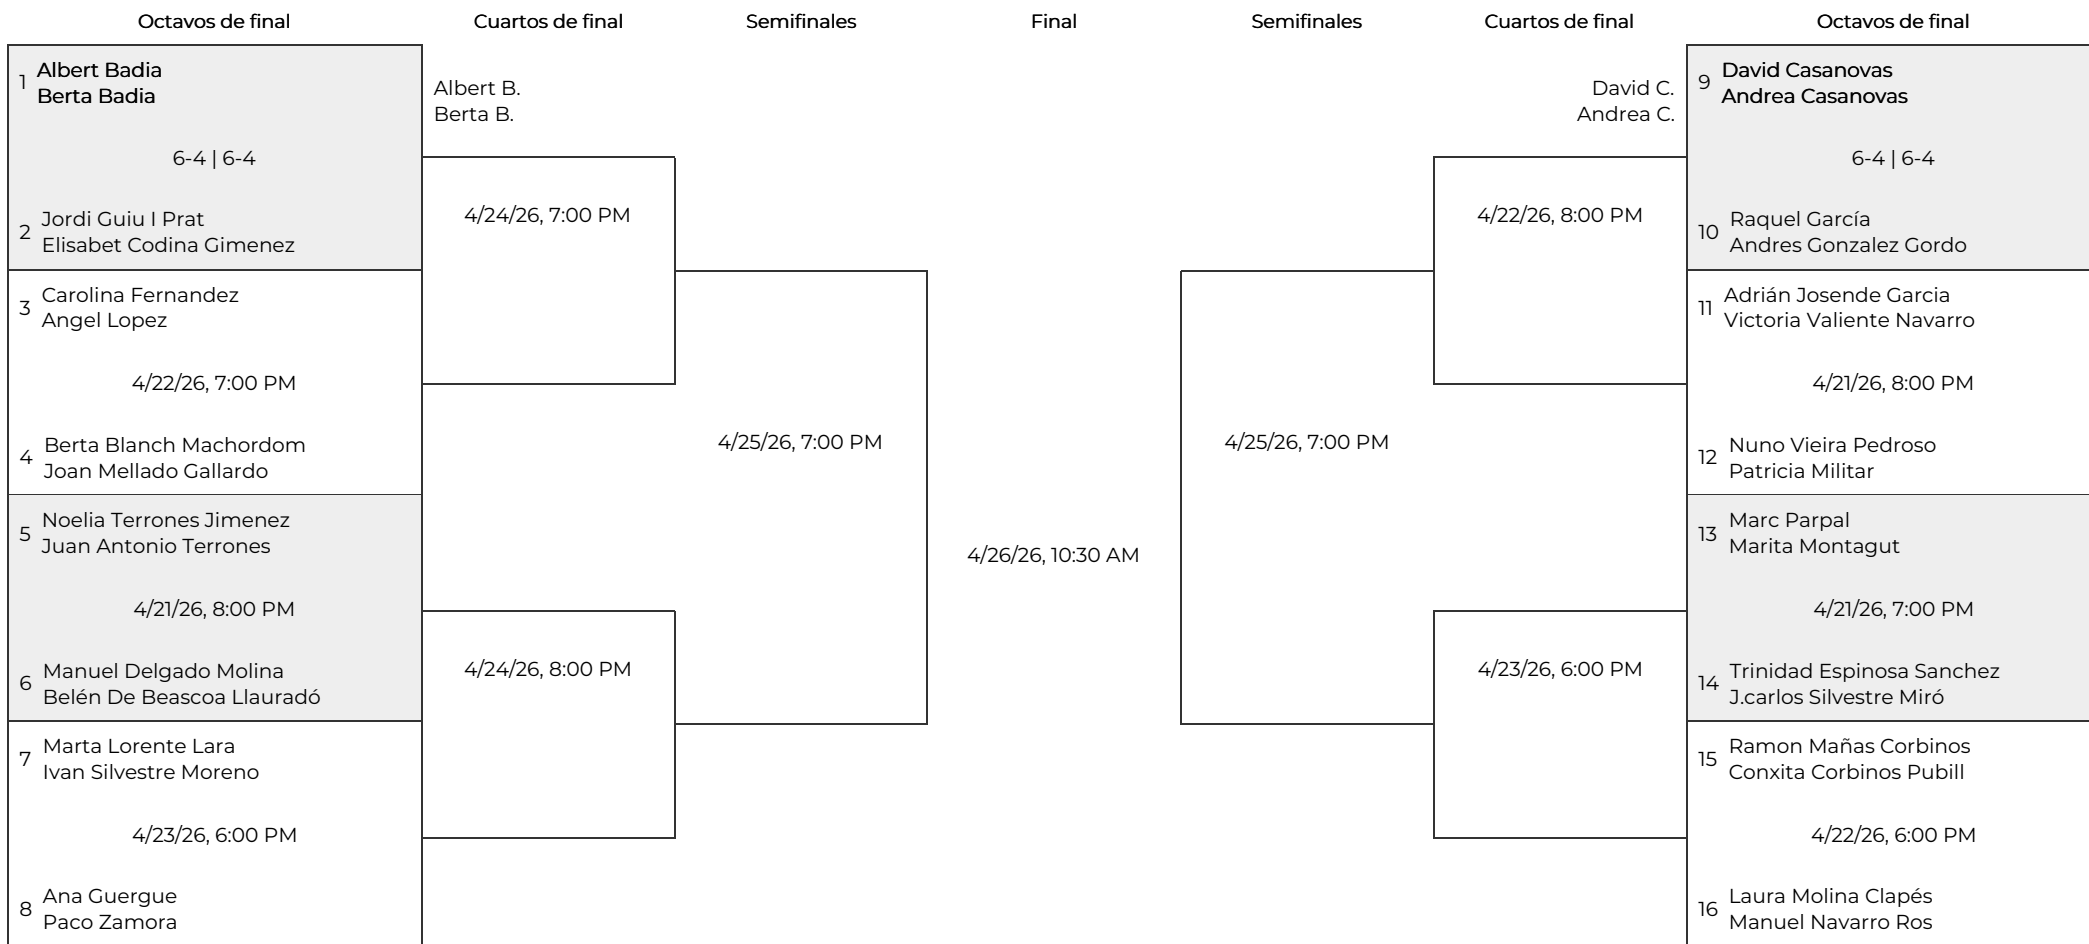 Octavos de final
Cuartos de final
Semifinales
Final
Semifinales
Cuartos de final
Octavos de final
1
Albert Badia
Berta Badia
6-4 | 6-4
2
Jordi Guiu I Prat
Elisabet Codina Gimenez
3
Carolina Fernandez
Angel Lopez
4/22/26, 7:00 PM
4
Berta Blanch Machordom
Joan Mellado Gallardo
5
Noelia Terrones Jimenez
Juan Antonio Terrones
4/21/26, 8:00 PM
6
Manuel Delgado Molina
Belén De Beascoa Llauradó
7
Marta Lorente Lara
Ivan Silvestre Moreno
4/23/26, 6:00 PM
8
Ana Guergue
Paco Zamora
Albert B.
Berta B.
4/24/26, 7:00 PM
4/24/26, 8:00 PM
4/25/26, 7:00 PM
4/26/26, 10:30 AM
4/25/26, 7:00 PM
David C.
Andrea C.
4/22/26, 8:00 PM
4/23/26, 6:00 PM
9
David Casanovas
Andrea Casanovas
6-4 | 6-4
10
Raquel García
Andres Gonzalez Gordo
11
Adrián Josende Garcia
Victoria Valiente Navarro
4/21/26, 8:00 PM
12
Nuno Vieira Pedroso
Patricia Militar
13
Marc Parpal
Marita Montagut
4/21/26, 7:00 PM
14
Trinidad Espinosa Sanchez
J.carlos Silvestre Miró
15
Ramon Mañas Corbinos
Conxita Corbinos Pubill
4/22/26, 6:00 PM
16
Laura Molina Clapés
Manuel Navarro Ros